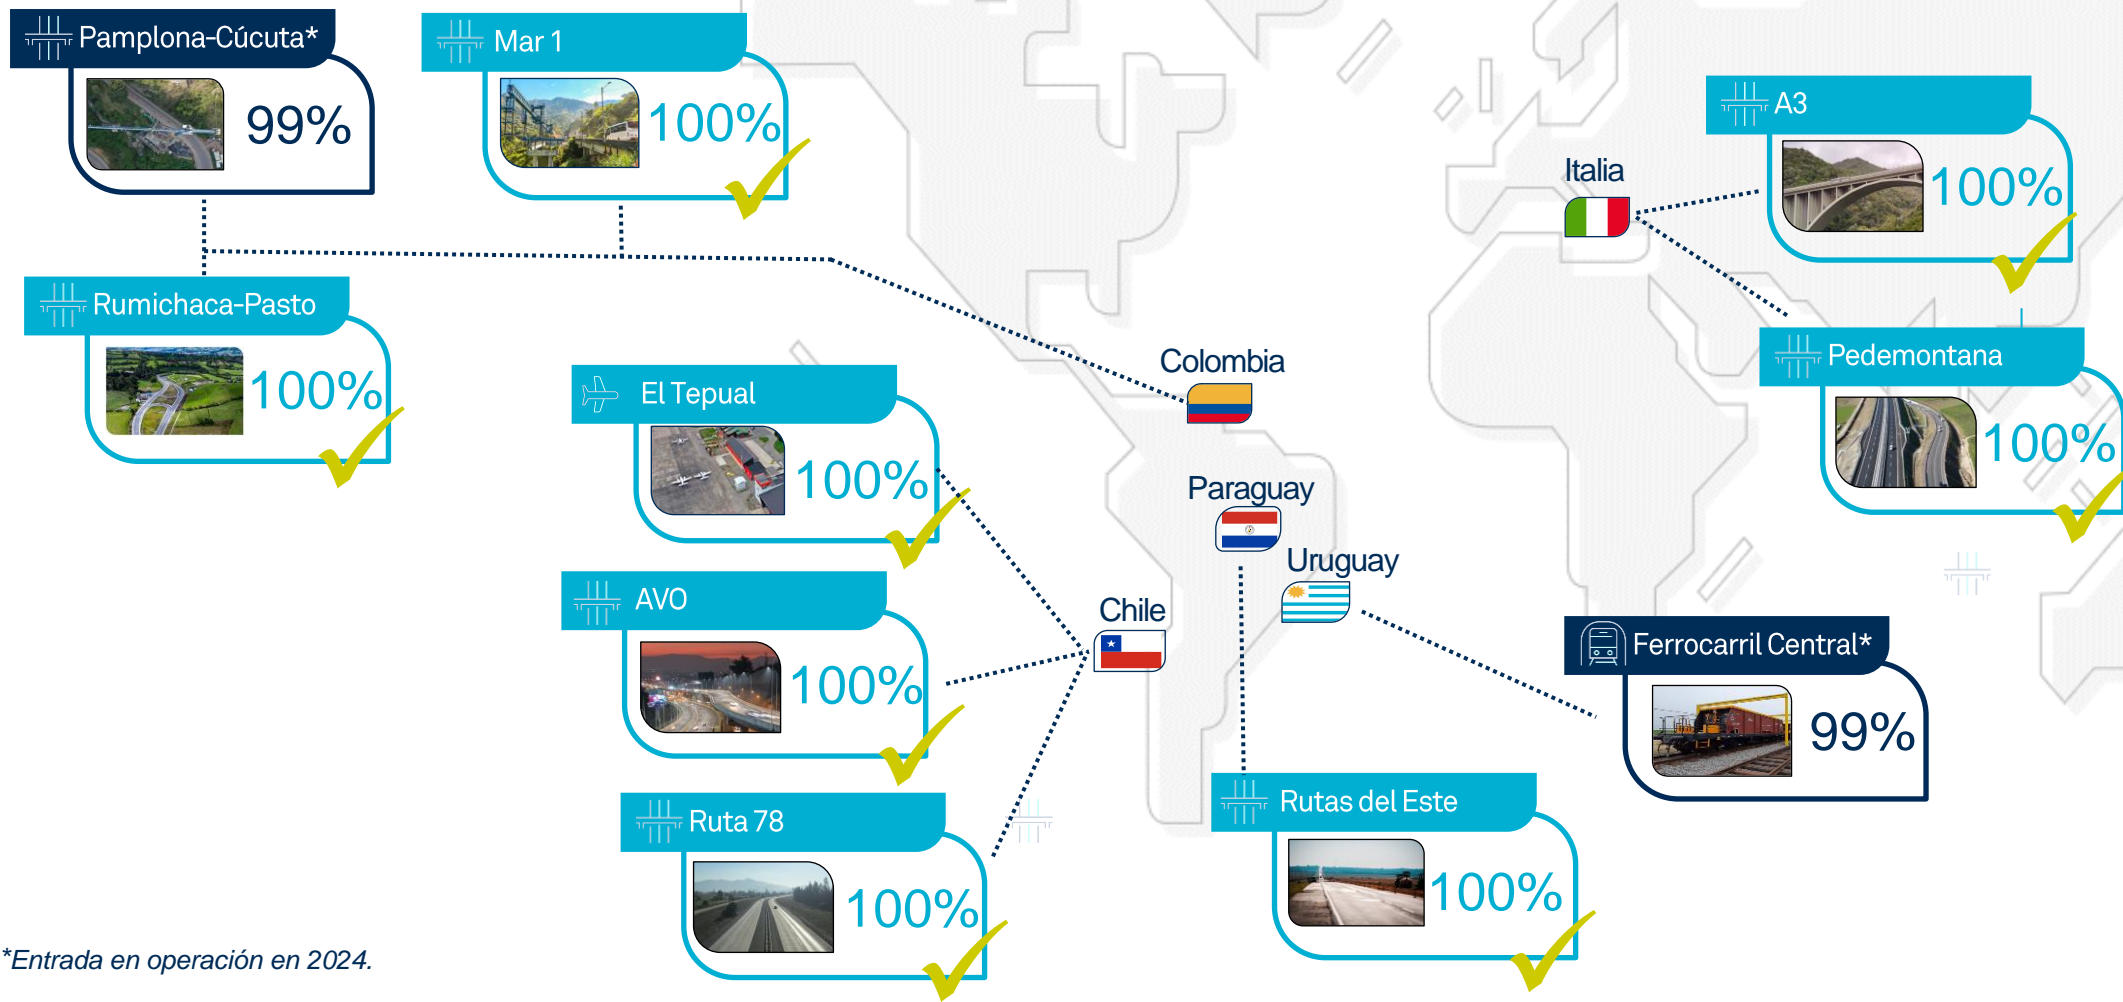 Pamplona-Cúcuta*
99%
Mar 1
100%
Italia
A3
100%
Rumichaca-Pasto
100%
Pedemontana
100%
Colombia
El Tepual
100%
Paraguay
Uruguay
Chile
AVO
100%
Ferrocarril Central*
99%
Ruta 78
100%
Rutas del Este
100%
*Entrada en operación en 2024.